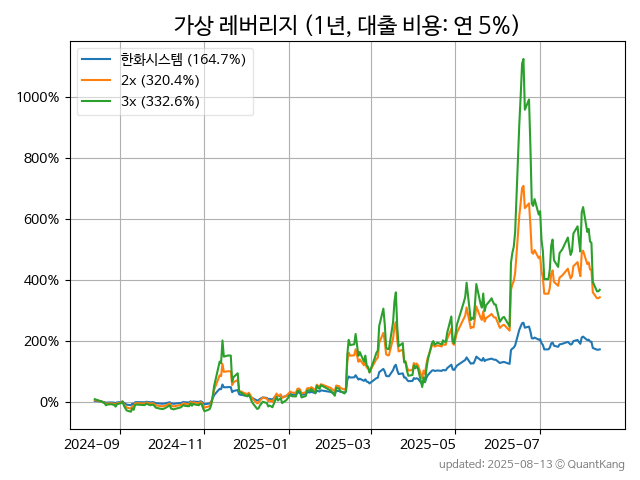 가상 레버리지 (1년, 대출 비용: 연 5%)
한화시스템 (164.7%)
2x (320.4%)
3x (332.6%)
1000%
800%
600%
400%
200%
0%
2024-09 2024-11 2025-01 2025-03 2025-05 2025-07
updated: 2025-08-13 © QuantKang